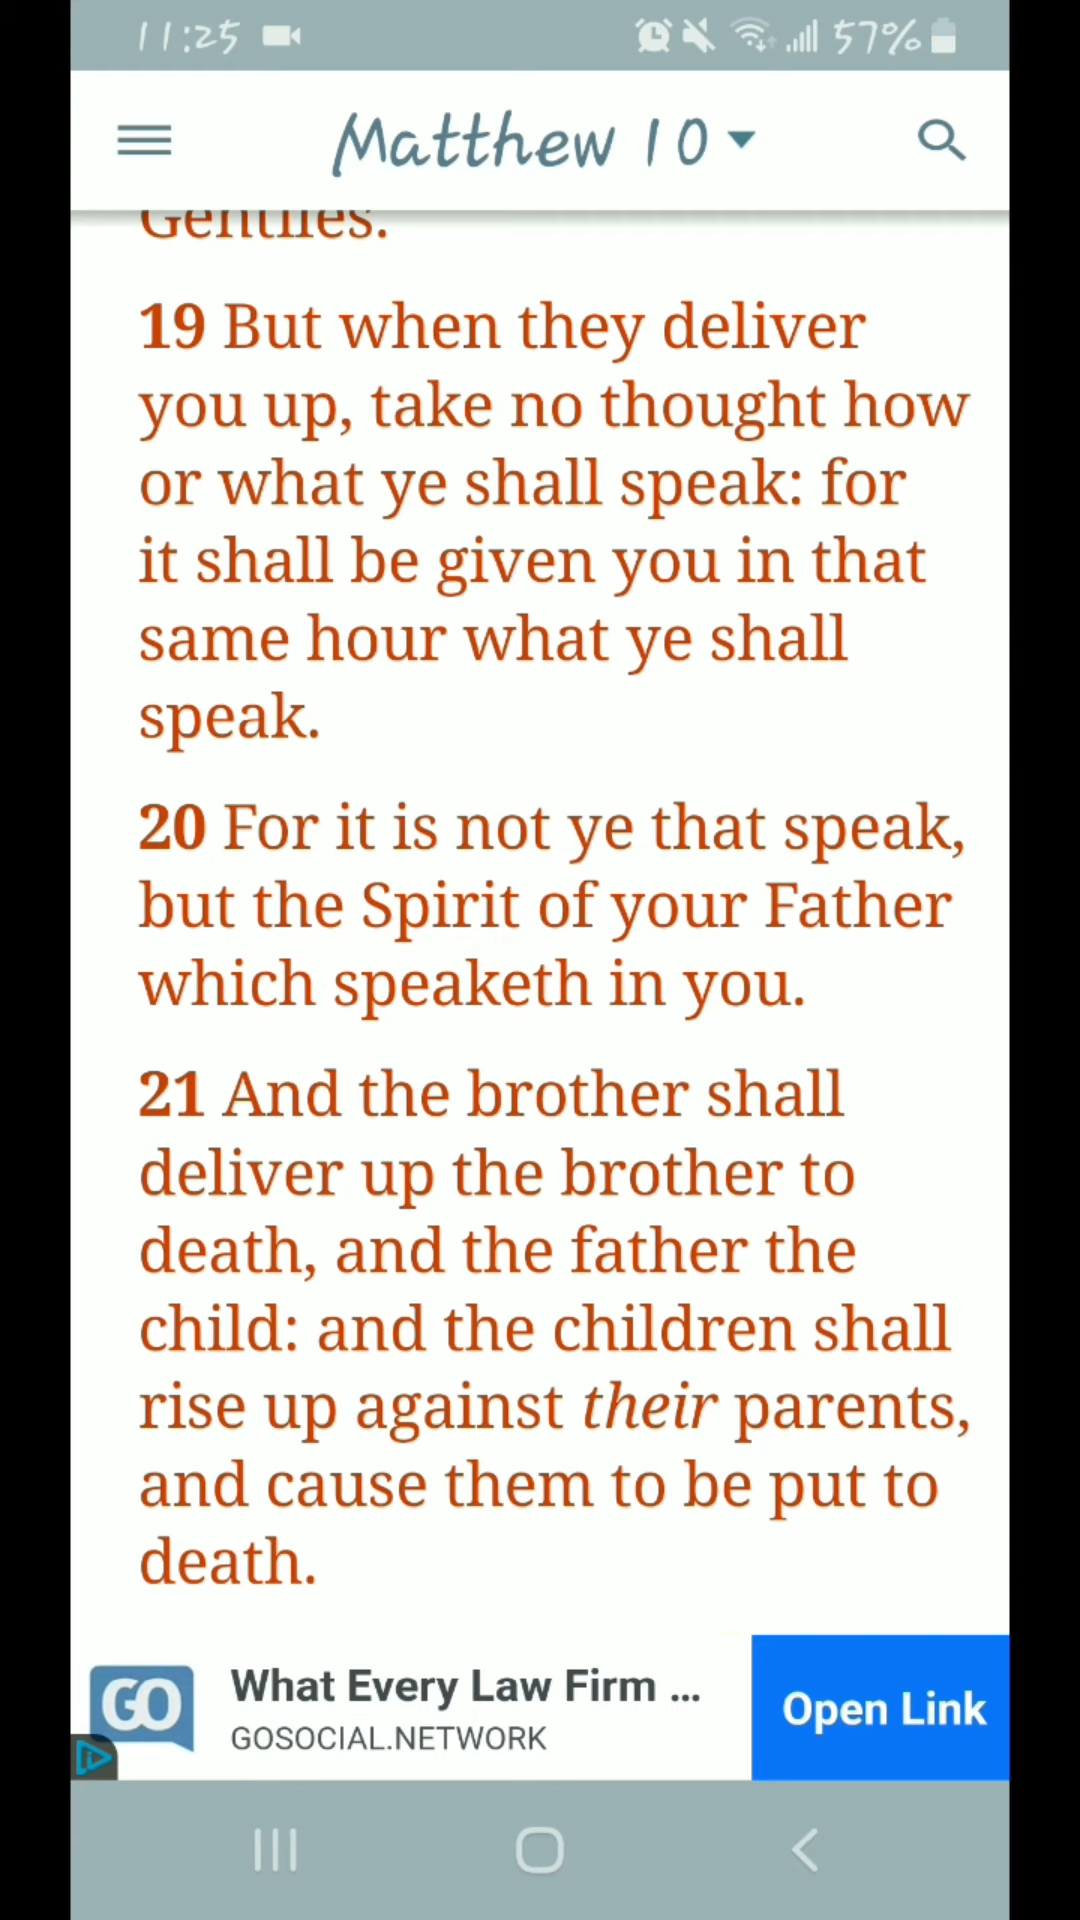 11:25
57%
Matthew 10
Gentiles.
19 But when they deliver
you up, take no thought how
or what ye shall speak: for
it shall be given you in that
same hour what ye shall
speak.
20 For it is not ye that speak,
but the Spirit of your Father
which speaketh in you.
21 And the brother shall
deliver up the brother to
death, and the father the
child: and the children shall
rise up against their parents,
and cause them to be put to
death.
GO
What Every Law Firm ...
GOSOCIAL.NETWORK
Open Link